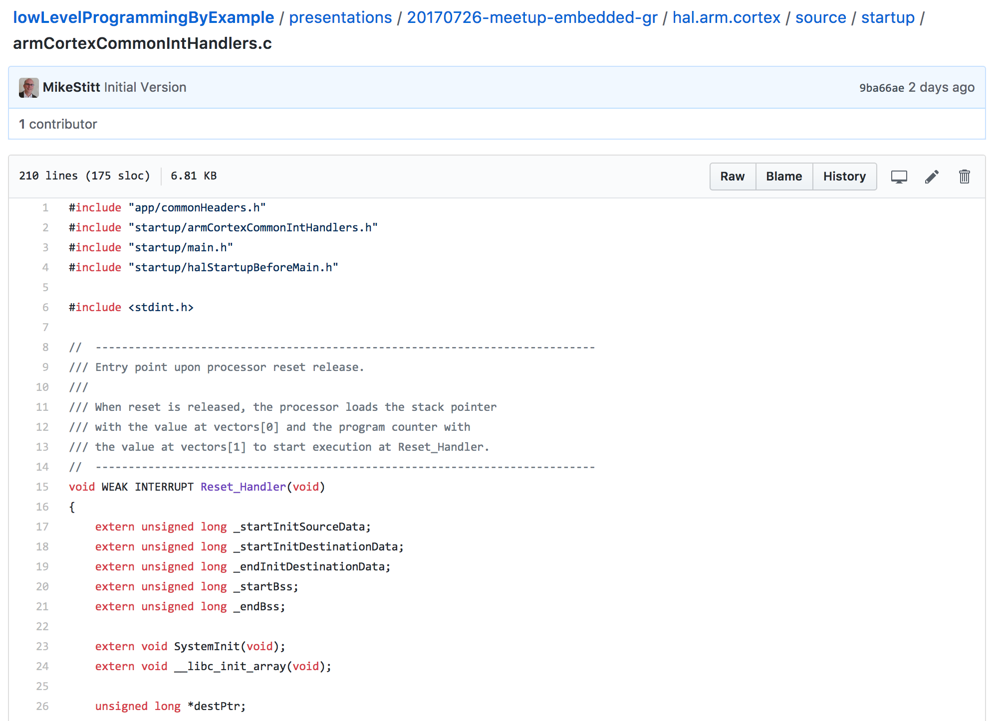 lowLevelProgrammingByExample / presentations / 20170726-meetup-embedded-gr / hal.arm.cortex / source / startup /
armCortexCommonIntHandlers.c
MikeStitt Initial Version 9ba66ae 2 days ago
1 contributor
210 lines (175 sloc) 6.81 KB Raw Blame History
1 #include "app/commonHeaders.h"
2 #include "startup/armCortexCommonIntHandlers.h"
3 #include "startup/main.h"
4 #include "startup/halStartupBeforeMain.h"
5
6 #include <stdint.h>
7
8 //  ----------------------------------------------------------------------------
9 /// Entry point upon processor reset release.
10 ///
11 /// When reset is released, the processor loads the stack pointer
12 /// with the value at vectors[0] and the program counter with
13 /// the value at vectors[1] to start execution at Reset_Handler.
14 //  ----------------------------------------------------------------------------
15 void WEAK INTERRUPT Reset_Handler(void)
16 {
17     extern unsigned long _startInitSourceData;
18     extern unsigned long _startInitDestinationData;
19     extern unsigned long _endInitDestinationData;
20     extern unsigned long _startBss;
21     extern unsigned long _endBss;
22
23     extern void SystemInit(void);
24     extern void __libc_init_array(void);
25
26     unsigned long *destPtr;